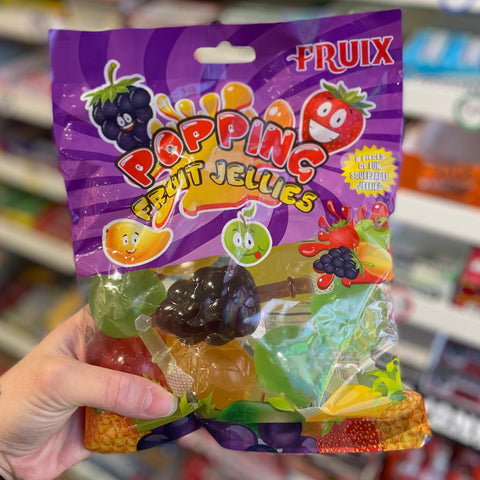 FRUIX
POPPING
FRUIT JELLIES
8 PIECES
OF FUN
SQUEEZABLE
JELLIES